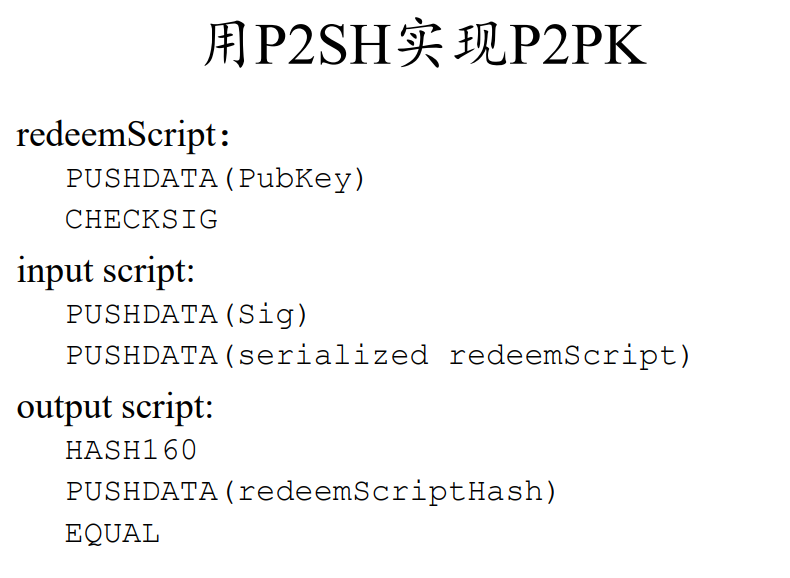 用P2SH实现P2PK
redeemScript:
PUSHDATA(PubKey)
CHECKSIG
input script:
PUSHDATA(Sig)
PUSHDATA(serialized redeemScript)
output script:
HASH160
PUSHDATA(redeemScriptHash)
EQUAL